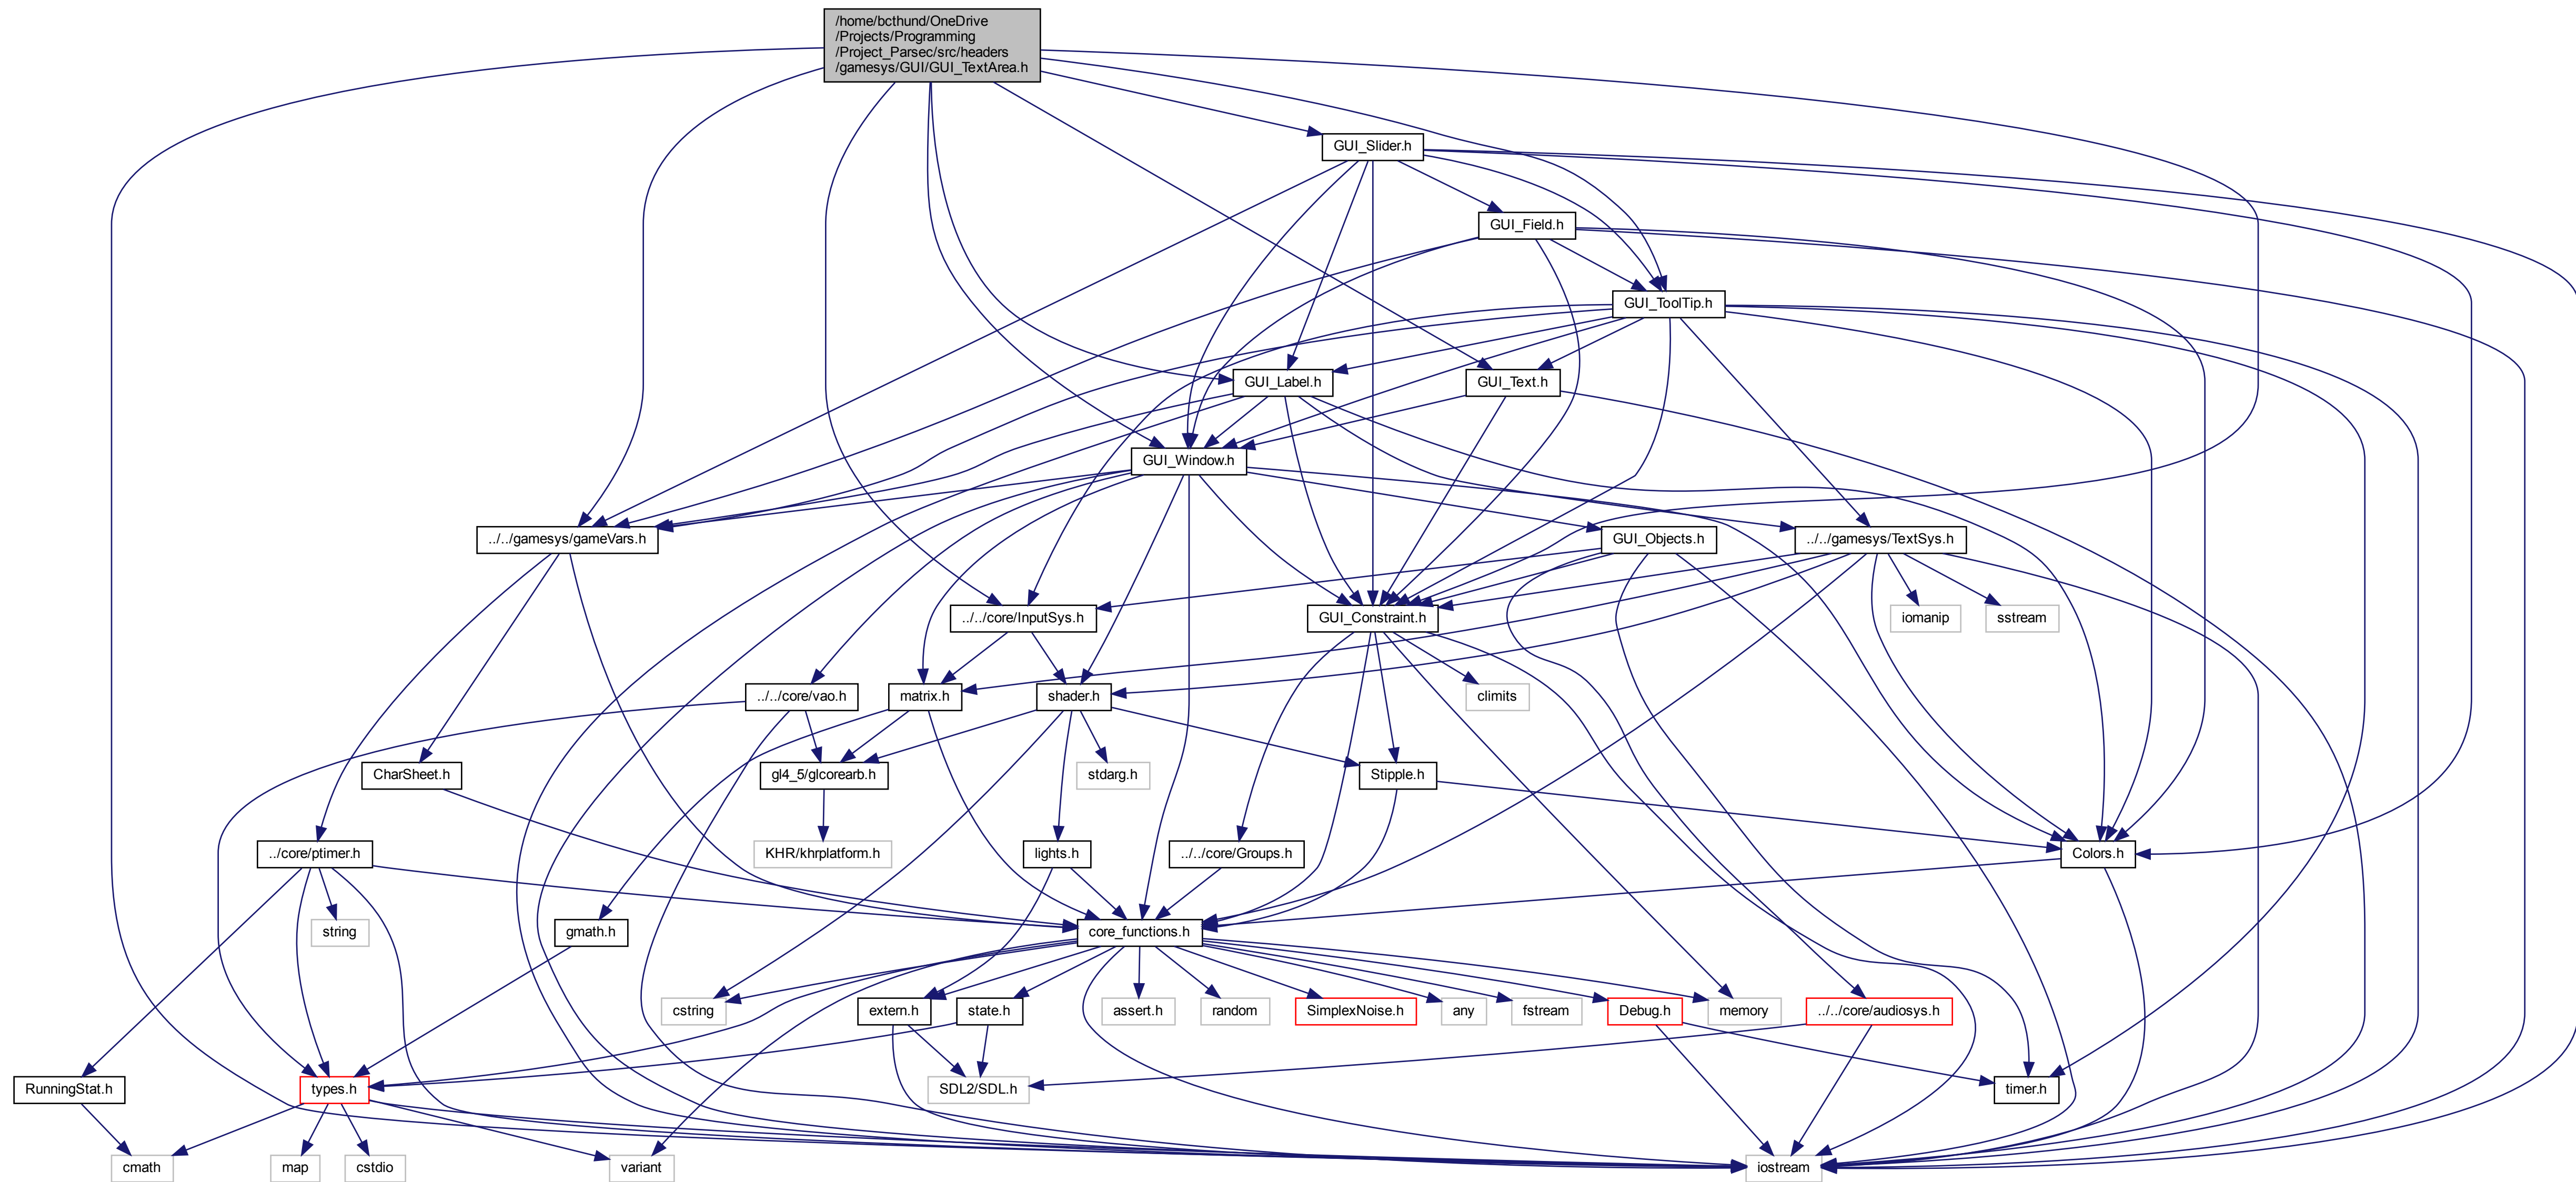 /home/bcthund/OneDrive
/Projects/Programming
/Project_Parsec/src/headers
/gamesys/GUI/GUI_TextArea.h
GUI_Slider.h
GUI_Field.h
GUI_ToolTip.h
GUI_Label.h
GUI_Text.h
GUI_Window.h
../../gamesys/gameVars.h
GUI_Objects.h
../../gamesys/TextSys.h
../../core/InputSys.h
GUI_Constraint.h
iomanip
sstream
../../core/vao.h
matrix.h
shader.h
climits
CharSheet.h
gl4_5/glcorearb.h
stdarg.h
Stipple.h
../core/ptimer.h
KHR/khrplatform.h
lights.h
../../core/Groups.h
Colors.h
string
gmath.h
core_functions.h
cstring
extern.h
state.h
assert.h
random
SimplexNoise.h
any
fstream
Debug.h
memory
../../core/audiosys.h
RunningStat.h
types.h
SDL2/SDL.h
timer.h
cmath
map
cstdio
variant
iostream